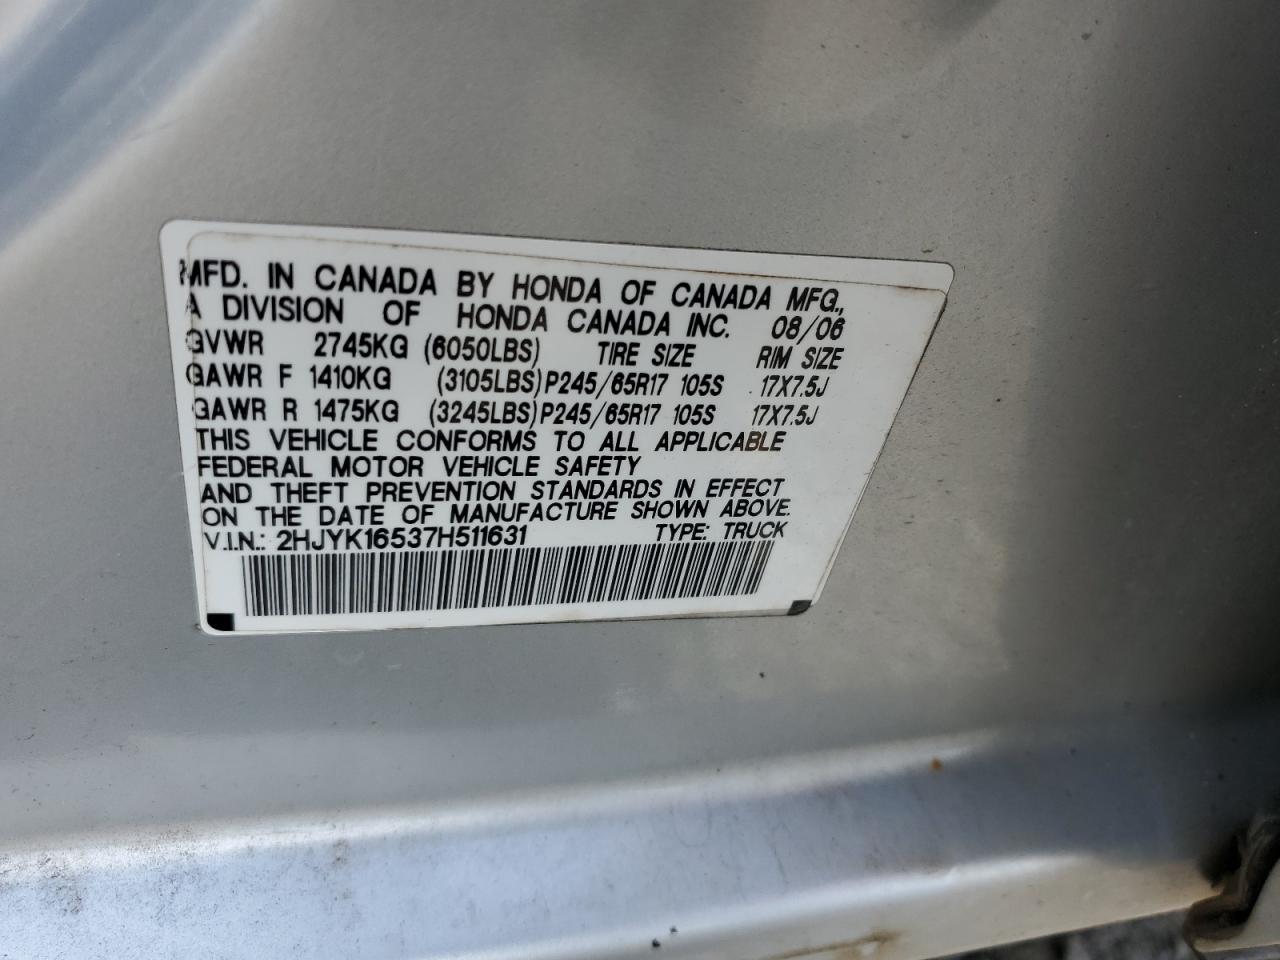 MFD. IN CANADA BY HONDA OF CANADA MFG.,
A DIVISION OF HONDA CANADA INC. 08/06
GVWR 2745KG (6050LBS) TIRE SIZE RIM SIZE
GAWR F 1410KG (3105LBS) P245/65R17 105S 17X7.5J
GAWR R 1475KG (3245LBS) P245/65R17 105S 17X7.5J
THIS VEHICLE CONFORMS TO ALL APPLICABLE
FEDERAL MOTOR VEHICLE SAFETY
AND THEFT PREVENTION STANDARDS IN EFFECT
ON THE DATE OF MANUFACTURE SHOWN ABOVE.
V.I.N.: 2HJYK16537H511631 TYPE: TRUCK